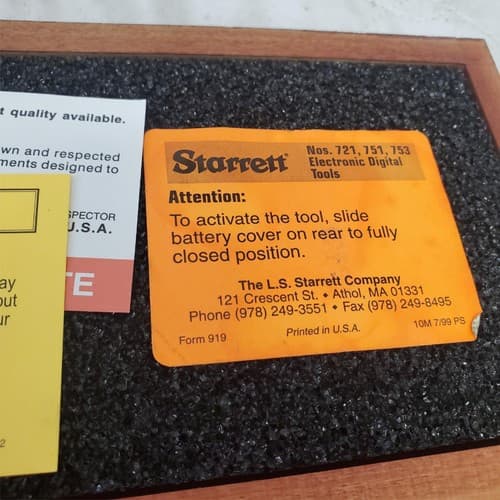 t quality available.
wn and respected
ments designed to
SPECTOR
U.S.A.
TE
ay
out
ur
2
Starrett
Nos. 721, 751, 753
Electronic Digital
Tools
Attention:
To activate the tool, slide
battery cover on rear to fully
closed position.
The L.S. Starrett Company
121 Crescent St. • Athol, MA 01331
Phone (978) 249-3551 • Fax (978) 249-8495
Form 919 Printed in U.S.A. 10M 7/99 PS